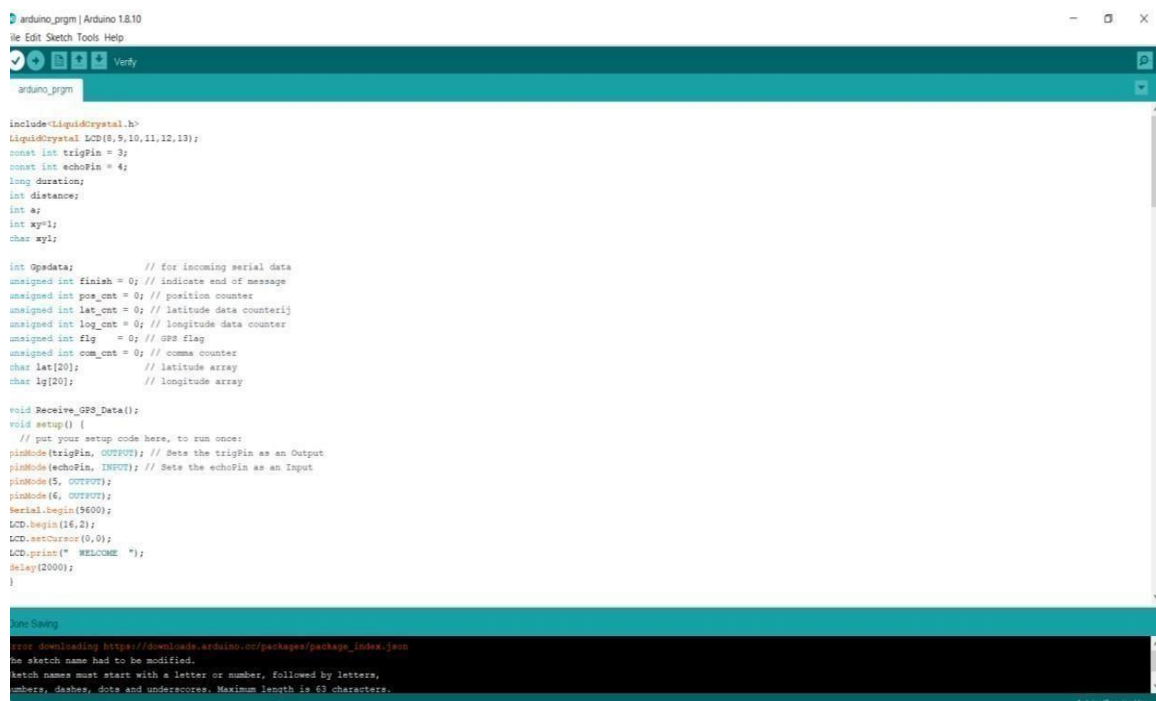 arduino_prgm | Arduino 1.8.10
ile Edit Sketch Tools Help
Verify
arduino_prgm
include<LiquidCrystal.h>
LiquidCrystal LCD(8,9,10,11,12,13);
const int trigPin = 3;
const int echoPin = 4;
long duration;
int distance;
int a;
int xy=1;
char xy1;
int Gpsdata; // for incoming serial data
unsigned int finish = 0; // indicate end of message
unsigned int pos_cnt = 0; // position counter
unsigned int lat_cnt = 0; // latitude data counterij
unsigned int log_cnt = 0; // longitude data counter
unsigned int flg = 0; // GPS flag
unsigned int com_cnt = 0; // comma counter
char lat[20]; // latitude array
char lg[20]; // longitude array
void Receive_GPS_Data();
void setup() {
// put your setup code here, to run once:
pinMode(trigPin, OUTPUT); // Sets the trigPin as an Output
pinMode(echoPin, INPUT); // Sets the echoPin as an Input
pinMode(5, OUTPUT);
pinMode(6, OUTPUT);
Serial.begin(9600);
LCD.begin(16,2);
LCD.setCursor(0,0);
LCD.print(" WELCOME ");
delay(2000);
}
Done Saving
rror downloading https://downloads.arduino.cc/packages/package_index.json
he sketch name had to be modified.
ketch names must start with a letter or number, followed by letters,
umbers, dashes, dots and underscores. Maximum length is 63 characters.